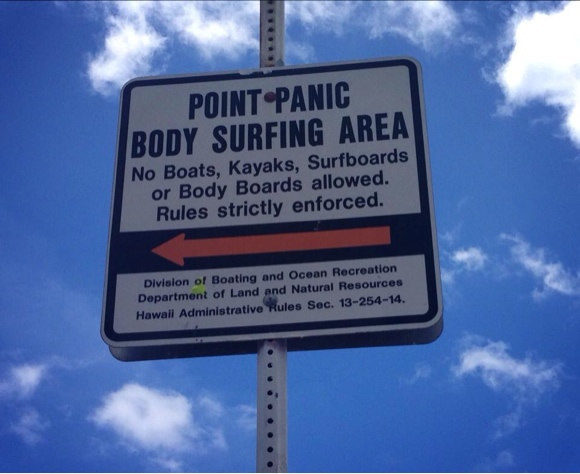 POINT PANIC
BODY SURFING AREA
No Boats, Kayaks, Surfboards
or Body Boards allowed.
Rules strictly enforced.
Division of Boating and Ocean Recreation
Department of Land and Natural Resources
Hawaii Administrative Rules Sec. 13-254-14.